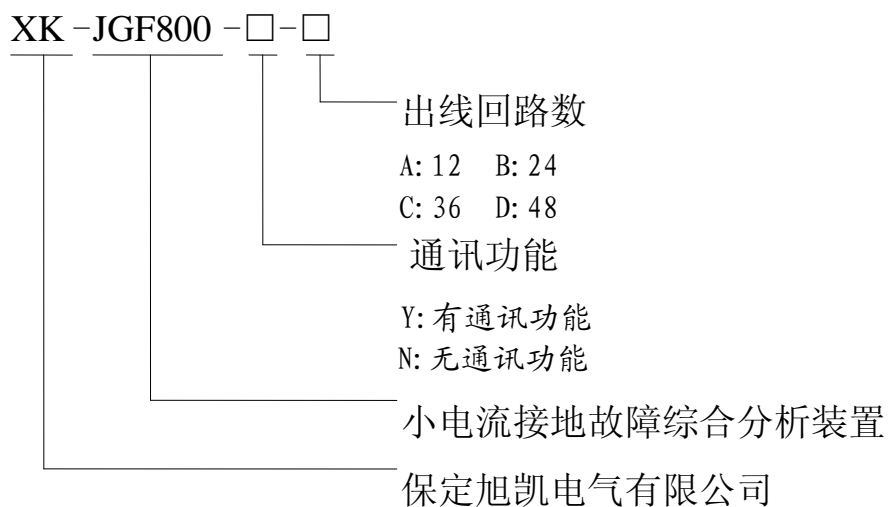 XK-JGF800-□-□
出线回路数
A:12 B:24
C:36 D:48
通讯功能
Y:有通讯功能
N:无通讯功能
小电流接地故障综合分析装置
保定旭凯电气有限公司